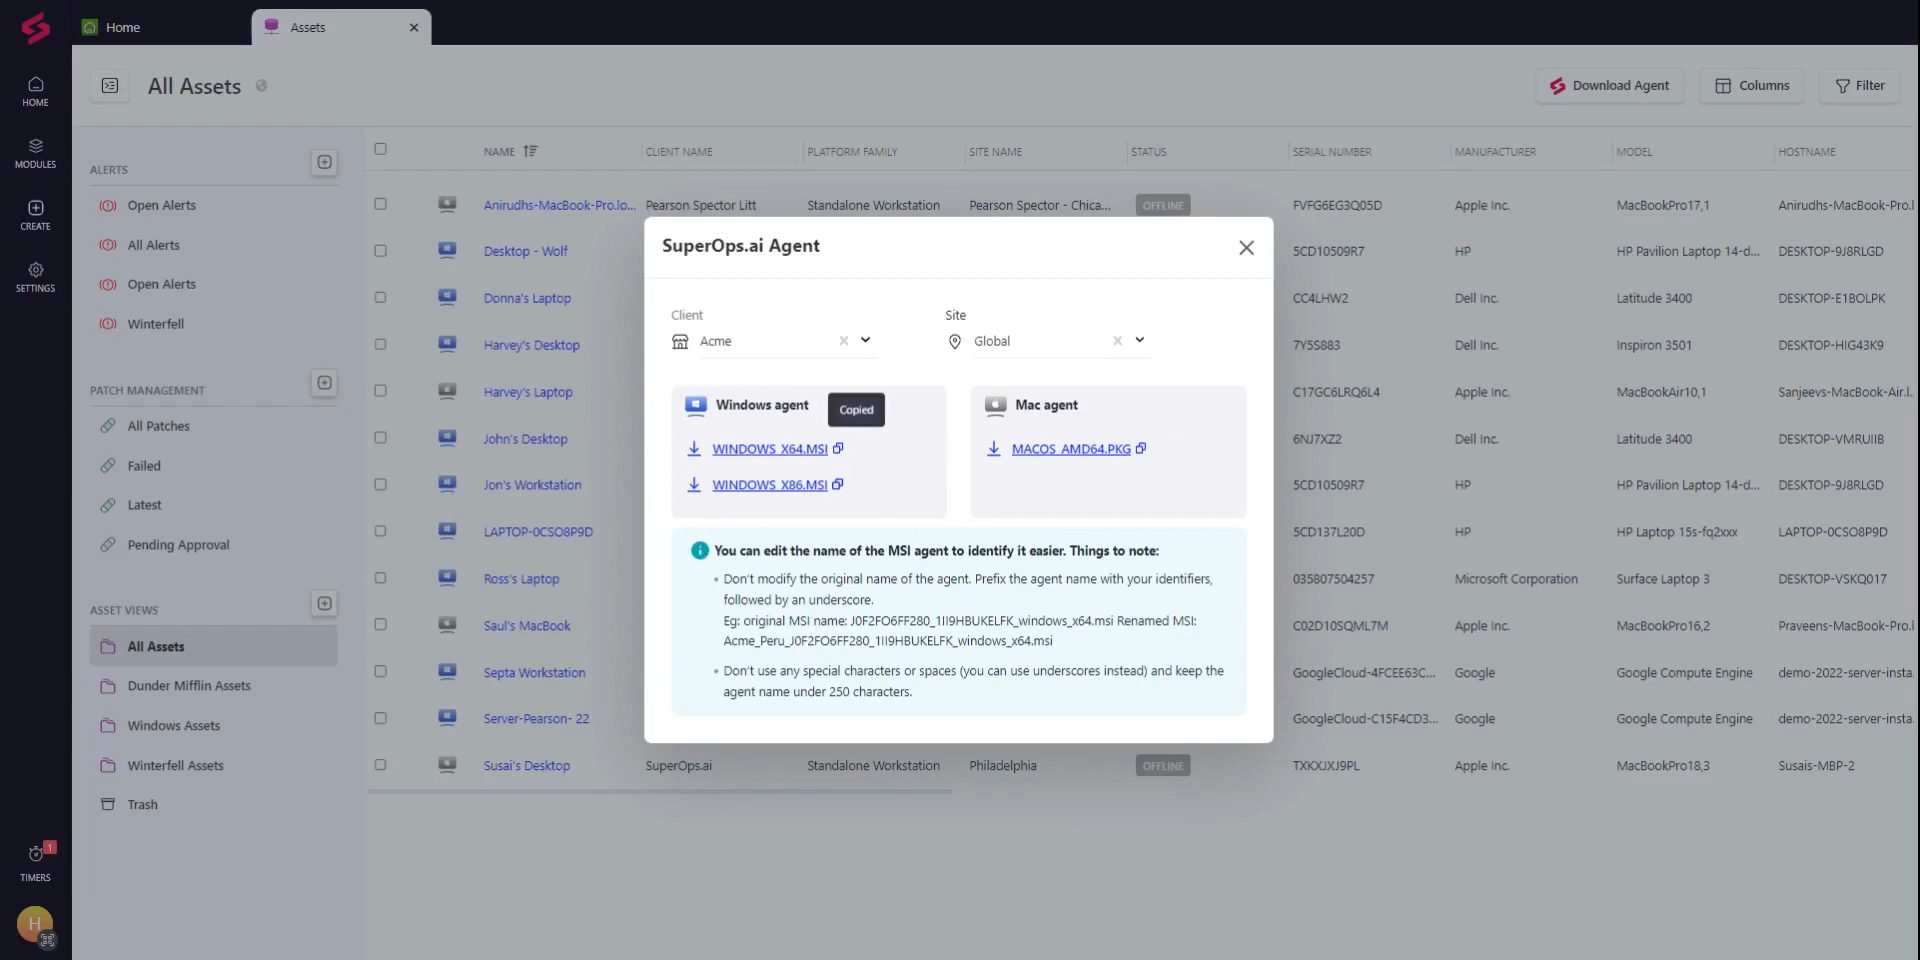 Home
Assets
HOME
MODULES
CREATE
SETTINGS
1
TIMERS
H
All Assets
Download Agent
Columns
Filter
ALERTS
Open Alerts
All Alerts
Open Alerts
Winterfell
PATCH MANAGEMENT
All Patches
Failed
Latest
Pending Approval
ASSET VIEWS
All Assets
Dunder Mifflin Assets
Windows Assets
Winterfell Assets
Trash
NAME CLIENT NAME PLATFORM FAMILY SITE NAME STATUS SERIAL NUMBER MANUFACTURER MODEL HOSTNAME
Anirudhs-MacBook-Pro.lo... Pearson Spector Litt Standalone Workstation Pearson Spector - Chica... OFFLINE FVFG6EG3Q05D Apple Inc. MacBookPro17,1 Anirudhs-MacBook-Pro.l
Desktop - Wolf 5CD10509R7 HP HP Pavilion Laptop 14-d... DESKTOP-9J8RLGD
Donna's Laptop CC4LHW2 Dell Inc. Latitude 3400 DESKTOP-E1BOLPK
Harvey's Desktop 7Y5S883 Dell Inc. Inspiron 3501 DESKTOP-HIG43K9
Harvey's Laptop C17GC6LRQ6L4 Apple Inc. MacBookAir10,1 Sanjeevs-MacBook-Air.l..
John's Desktop 6NJ7XZ2 Dell Inc. Latitude 3400 DESKTOP-VMRUIIB
Jon's Workstation 5CD10509R7 HP HP Pavilion Laptop 14-d... DESKTOP-9J8RLGD
LAPTOP-0CSO8P9D 5CD137L20D HP HP Laptop 15s-fq2xxx LAPTOP-0CSO8P9D
Ross's Laptop 035807504257 Microsoft Corporation Surface Laptop 3 DESKTOP-VSKQ017
Saul's MacBook C02D10SQML7M Apple Inc. MacBookPro16,2 Praveens-MacBook-Pro.l
Septa Workstation GoogleCloud-4FCEE63C... Google Google Compute Engine demo-2022-server-insta
Server-Pearson- 22 GoogleCloud-C15F4CD3... Google Google Compute Engine demo-2022-server-insta
Susai's Desktop SuperOps.ai Standalone Workstation Philadelphia OFFLINE TXKXJXJ9PL Apple Inc. MacBookPro18,3 Susais-MBP-2
SuperOps.ai Agent
Client
Acme
Site
Global
Windows agent
Copied
WINDOWS_X64.MSI
WINDOWS_X86.MSI
Mac agent
MACOS_AMD64.PKG
You can edit the name of the MSI agent to identify it easier. Things to note:
• Don't modify the original name of the agent. Prefix the agent name with your identifiers,
followed by an underscore.
Eg: original MSI name: J0F2FO6FF280_1II9HBUKELFK_windows_x64.msi Renamed MSI:
Acme_Peru_J0F2FO6FF280_1II9HBUKELFK_windows_x64.msi
• Don't use any special characters or spaces (you can use underscores instead) and keep the
agent name under 250 characters.